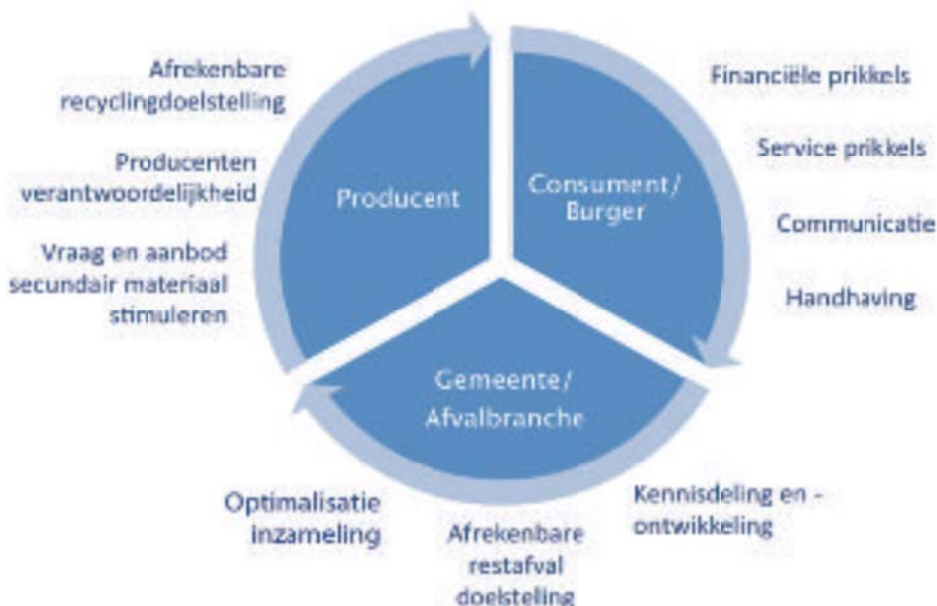 Afrekenbare
recyclingdoelstelling
Producenten
verantwoordelijkheid
Vraag en aanbod
secundair materiaal
stimuleren
Producent
Consument/
Burger
Financiële prikkels
Service prikkels
Communicatie
Handhaving
Gemeente/
Afvalbranche
Optimalisatie
inzameling
Afrekenbare
restafval
doelstelling
Kennisdeling en -
ontwikkeling